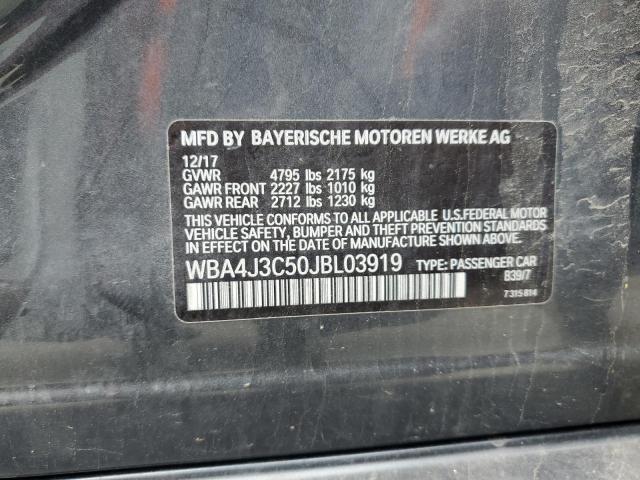 MFD BY BAYERISCHE MOTOREN WERKE AG
12/17
GVWR 4795 lbs 2175 kg
GAWR FRONT 2227 lbs 1010 kg
GAWR REAR 2712 lbs 1230 kg
THIS VEHICLE CONFORMS TO ALL APPLICABLE U.S.FEDERAL MOTOR
VEHICLE SAFETY, BUMPER AND THEFT PREVENTION STANDARDS
IN EFFECT ON THE DATE OF MANUFACTURE SHOWN ABOVE.
WBA4J3C50JBL03919 TYPE: PASSENGER CAR
B39/7
7315814